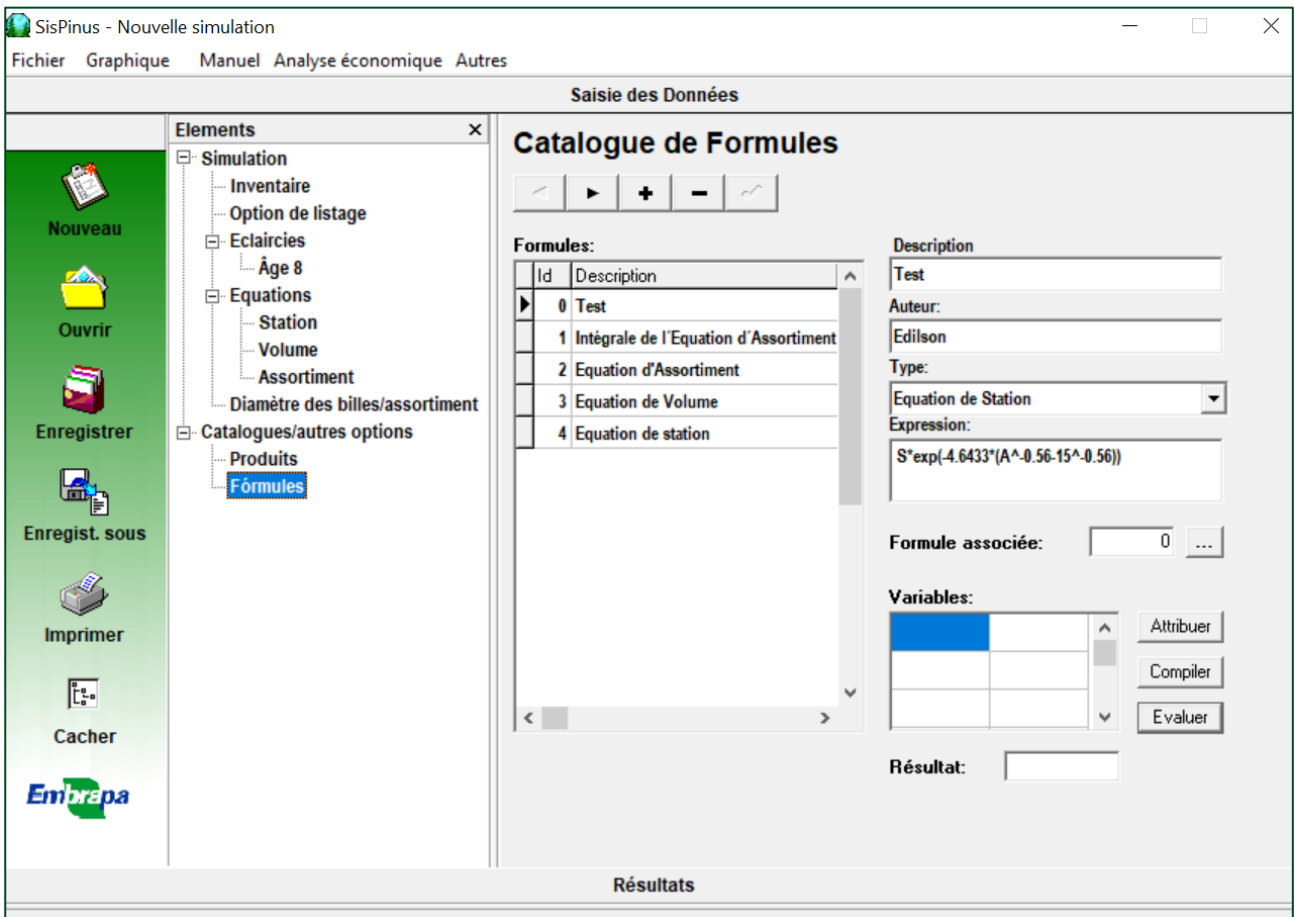 SisPinus - Nouvelle simulation
Fichier Graphique Manuel Analyse économique Autres
Saisie des Données
Nouveau
Ouvrir
Enregistrer
Enregist. sous
Imprimer
Cacher
Embrapa
Elements
Simulation
Inventaire
Option de listage
Eclaircies
Âge 8
Equations
Station
Volume
Assortiment
Diamètre des billes/assortiment
Catalogues/autres options
Produits
Fórmules
Catalogue de Formules
Formules:
Id Description
0 Test
1 Intègrale de l´Equation d´Assortiment
2 Equation d'Assortiment
3 Equation de Volume
4 Equation de station
Description
Test
Auteur:
Edilson
Type:
Equation de Station
Expression:
S*exp(-4.6433*(A^-0.56-15^-0.56))
Formule associée: 0 ...
Variables:
Attribuer
Compiler
Evaluer
Résultat:
Résultats